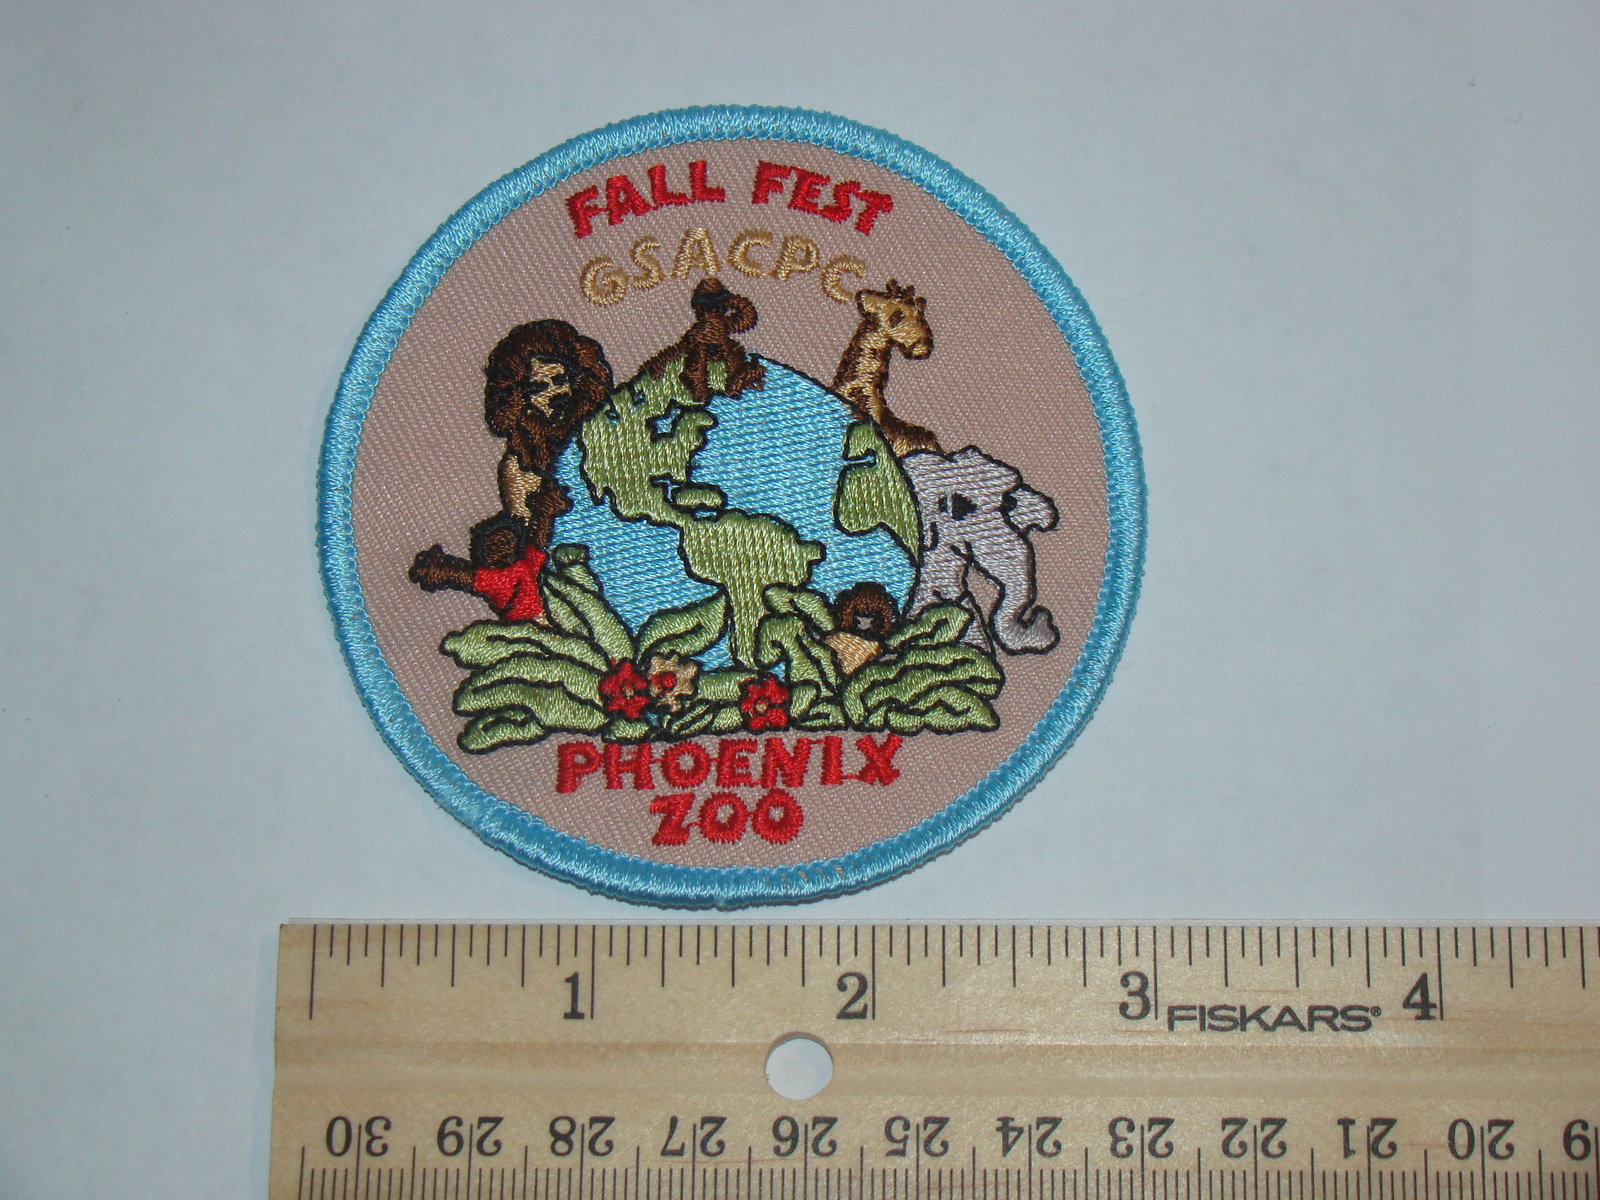 FALL FEST
GSACPC
PHOENIX
ZOO
1 2 3 FISKARS® 4
30 29 28 27 26 25 24 23 22 21 20 9